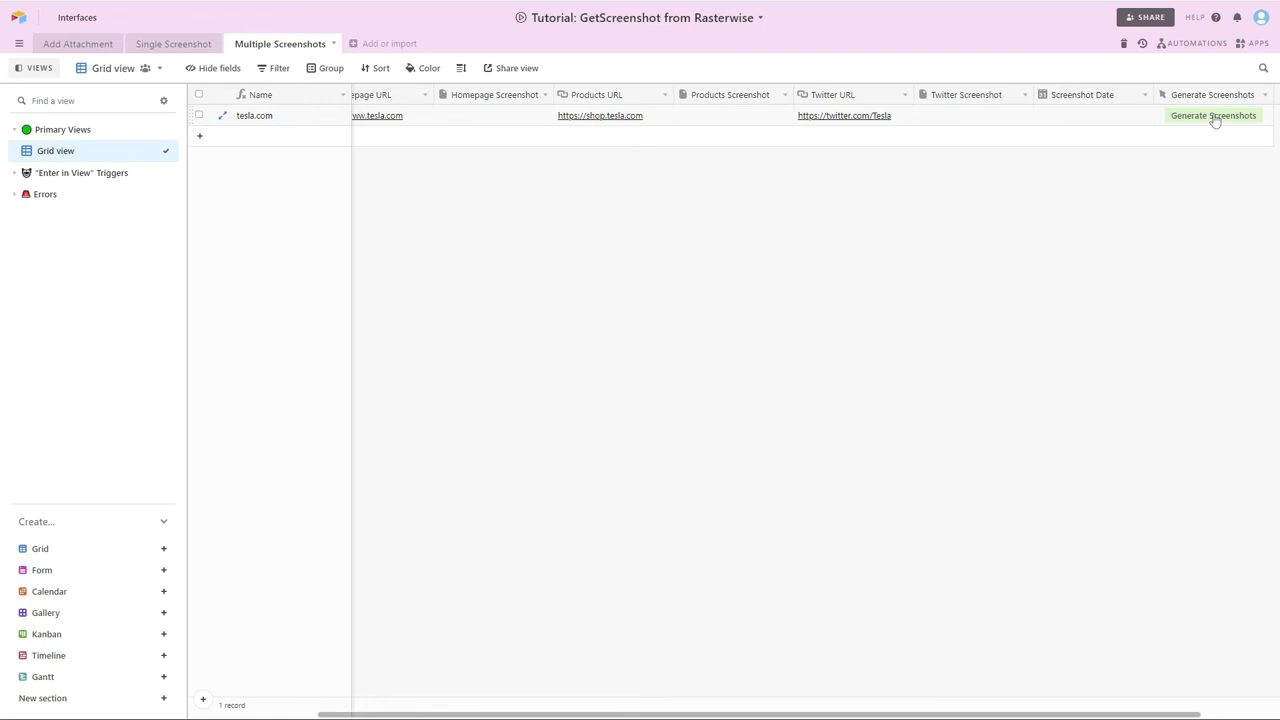 Interfaces
Tutorial: GetScreenshot from Rasterwise
SHARE
HELP
Add Attachment
Single Screenshot
Multiple Screenshots
Add or import
AUTOMATIONS
APPS
VIEWS
Grid view
Hide fields
Filter
Group
Sort
Color
Share view
Find a view
Primary Views
Grid view
"Enter in View" Triggers
Errors
Name
epage URL
Homepage Screenshot
Products URL
Products Screenshot
Twitter URL
Twitter Screenshot
Screenshot Date
Generate Screenshots
tesla.com
ww.tesla.com
https://shop.tesla.com
https://twitter.com/Tesla
Generate Screenshots
Create...
Grid
Form
Calendar
Gallery
Kanban
Timeline
Gantt
New section
1 record